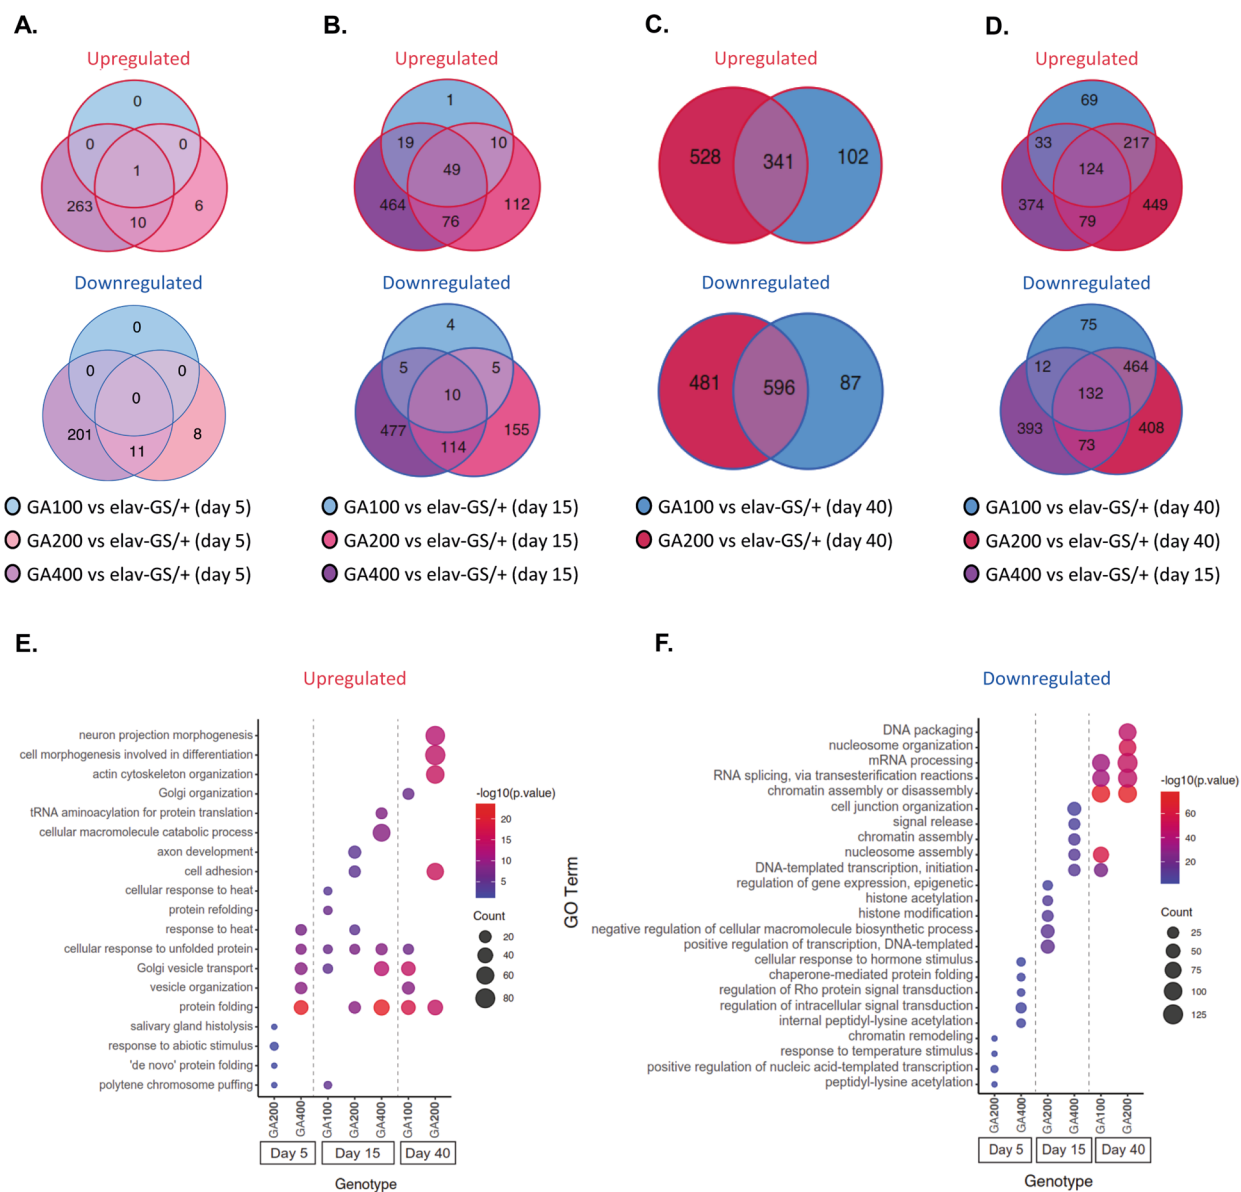 A.
B.
C.
D.
Upregulated
Upregulated
Upregulated
Upregulated
0
0
0
1
263
10
6
1
19
10
49
464
76
112
528
341
102
69
33
217
124
374
79
449
Downregulated
Downregulated
Downregulated
Downregulated
0
0
0
0
201
11
8
4
5
5
10
477
114
155
481
596
87
75
12
464
132
393
73
408
GA100 vs elav-GS/+ (day 5)
GA200 vs elav-GS/+ (day 5)
GA400 vs elav-GS/+ (day 5)
GA100 vs elav-GS/+ (day 15)
GA200 vs elav-GS/+ (day 15)
GA400 vs elav-GS/+ (day 15)
GA100 vs elav-GS/+ (day 40)
GA200 vs elav-GS/+ (day 40)
GA100 vs elav-GS/+ (day 40)
GA200 vs elav-GS/+ (day 40)
GA400 vs elav-GS/+ (day 15)
E.
Upregulated
neuron projection morphogenesis
cell morphogenesis involved in differentiation
actin cytoskeleton organization
Golgi organization
tRNA aminoacylation for protein translation
cellular macromolecule catabolic process
axon development
cell adhesion
cellular response to heat
protein refolding
response to heat
cellular response to unfolded protein
Golgi vesicle transport
vesicle organization
protein folding
salivary gland histolysis
response to abiotic stimulus
'de novo' protein folding
polytene chromosome puffing
GA200
GA400
GA100
GA200
GA400
GA100
GA200
Day 5
Day 15
Day 40
Genotype
-log10(p.value)
20
15
10
5
Count
20
40
60
80
F.
Downregulated
GO Term
DNA packaging
nucleosome organization
mRNA processing
RNA splicing, via transesterification reactions
chromatin assembly or disassembly
cell junction organization
signal release
chromatin assembly
nucleosome assembly
DNA-templated transcription, initiation
regulation of gene expression, epigenetic
histone acetylation
histone modification
negative regulation of cellular macromolecule biosynthetic process
positive regulation of transcription, DNA-templated
cellular response to hormone stimulus
chaperone-mediated protein folding
regulation of Rho protein signal transduction
regulation of intracellular signal transduction
internal peptidyl-lysine acetylation
chromatin remodeling
response to temperature stimulus
positive regulation of nucleic acid-templated transcription
peptidyl-lysine acetylation
GA200
GA400
GA200
GA400
GA100
GA200
Day 5
Day 15
Day 40
Genotype
-log10(p.value)
60
40
20
Count
25
50
75
100
125